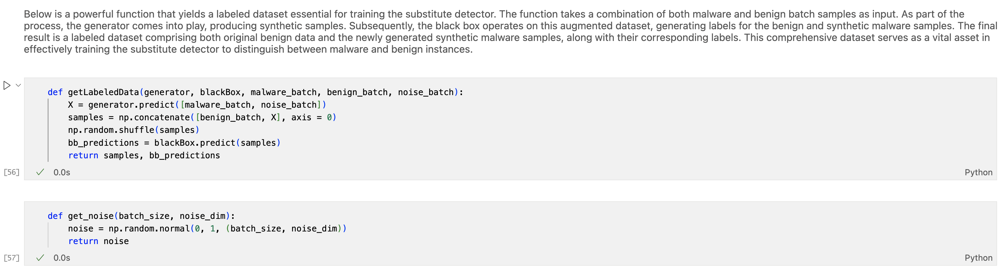 Below is a powerful function that yields a labeled dataset essential for training the substitute detector. The function takes a combination of both malware and benign batch samples as input. As part of the
process, the generator comes into play, producing synthetic samples. Subsequently, the black box operates on this augmented dataset, generating labels for the benign and synthetic malware samples. The final
result is a labeled dataset comprising both original benign data and the newly generated synthetic malware samples, along with their corresponding labels. This comprehensive dataset serves as a vital asset in
effectively training the substitute detector to distinguish between malware and benign instances.
def getLabeledData(generator, blackBox, malware_batch, benign_batch, noise_batch):
    X = generator.predict([malware_batch, noise_batch])
    samples = np.concatenate([benign_batch, X], axis = 0)
    np.random.shuffle(samples)
    bb_predictions = blackBox.predict(samples)
    return samples, bb_predictions
[56] ✓ 0.0s Python
def get_noise(batch_size, noise_dim):
    noise = np.random.normal(0, 1, (batch_size, noise_dim))
    return noise
[57] ✓ 0.0s Python